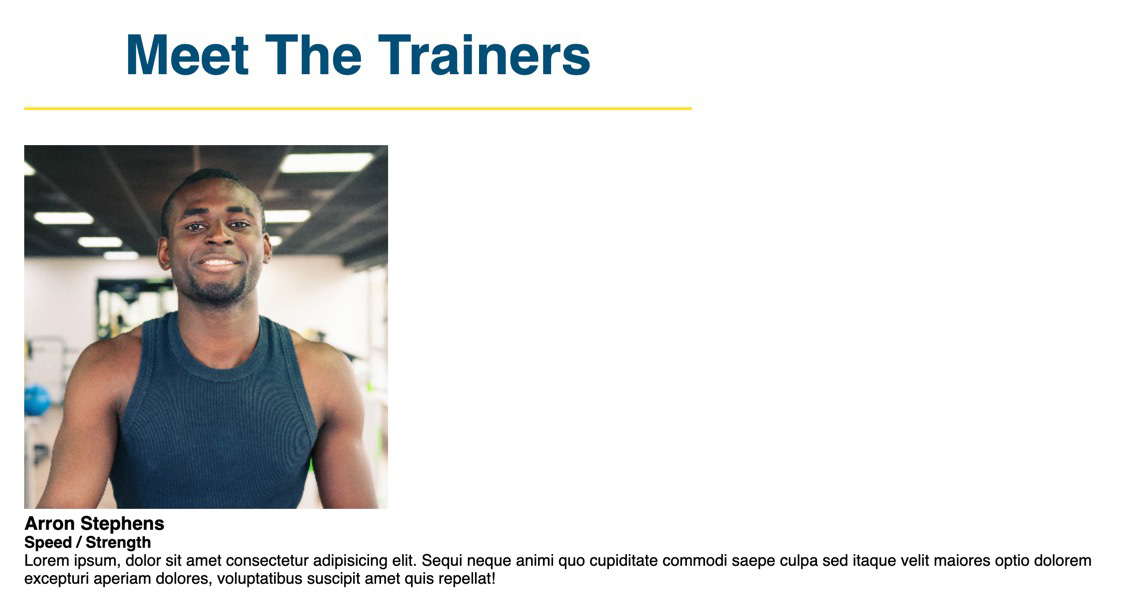 Meet The Trainers
Arron Stephens
Speed / Strength
Lorem ipsum, dolor sit amet consectetur adipisicing elit. Sequi neque animi quo cupiditate commodi saepe culpa sed itaque velit maiores optio dolorem
excepturi aperiam dolores, voluptatibus suscipit amet quis repellat!